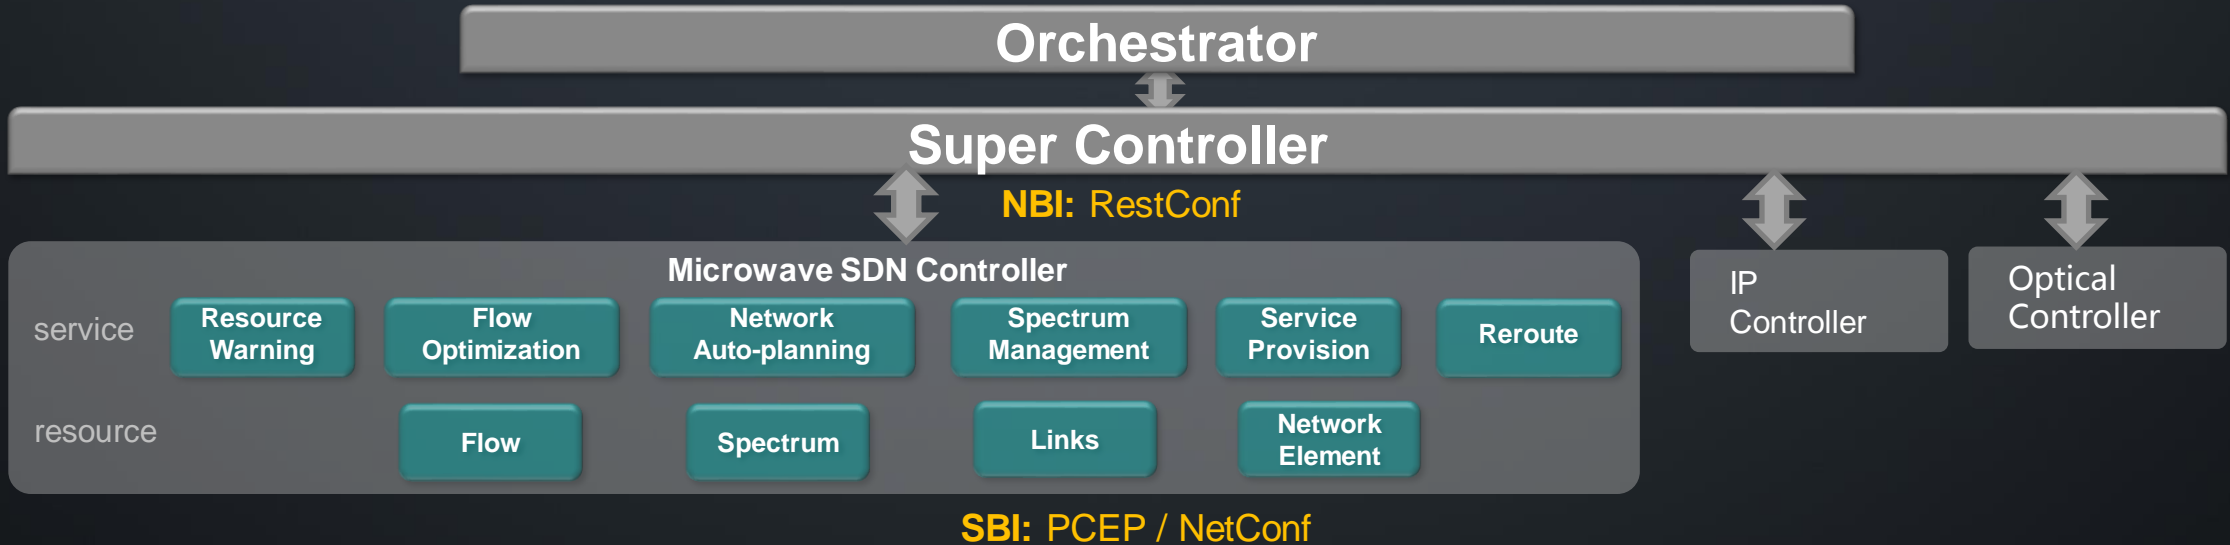 Orchestrator
Super Controller
NBI: RestConf
Microwave SDN Controller
IP
Controller
Optical
Controller
service
Resource
Warning
Flow
Optimization
Network
Auto-planning
Spectrum
Management
Service
Provision
Reroute
resource
Flow
Spectrum
Links
Network
Element
SBI: PCEP / NetConf